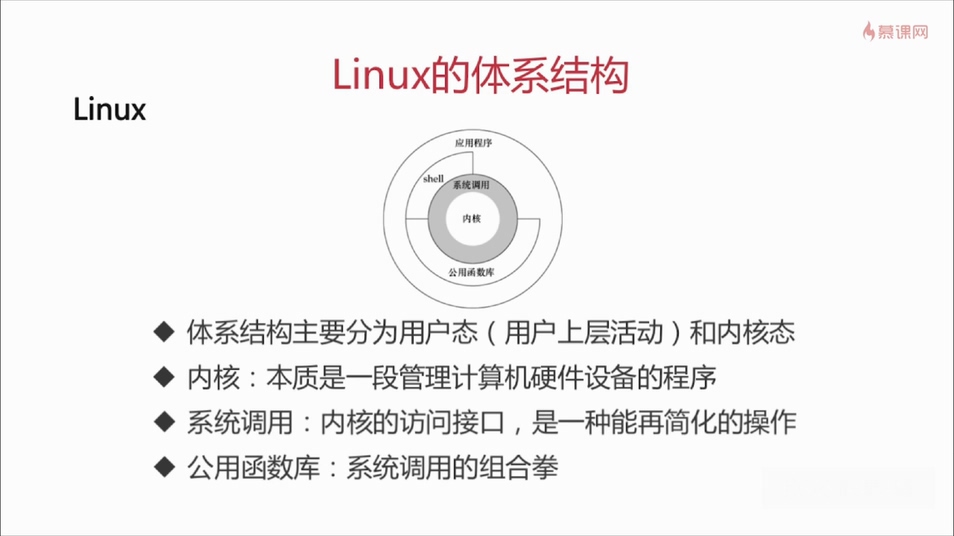 慕课网
Linux的体系结构
Linux
应用程序
shell
系统调用
内核
公用函数库
◆ 体系结构主要分为用户态（用户上层活动）和内核态
◆ 内核：本质是一段管理计算机硬件设备的程序
◆ 系统调用：内核的访问接口，是一种能再简化的操作
◆ 公用函数库：系统调用的组合拳